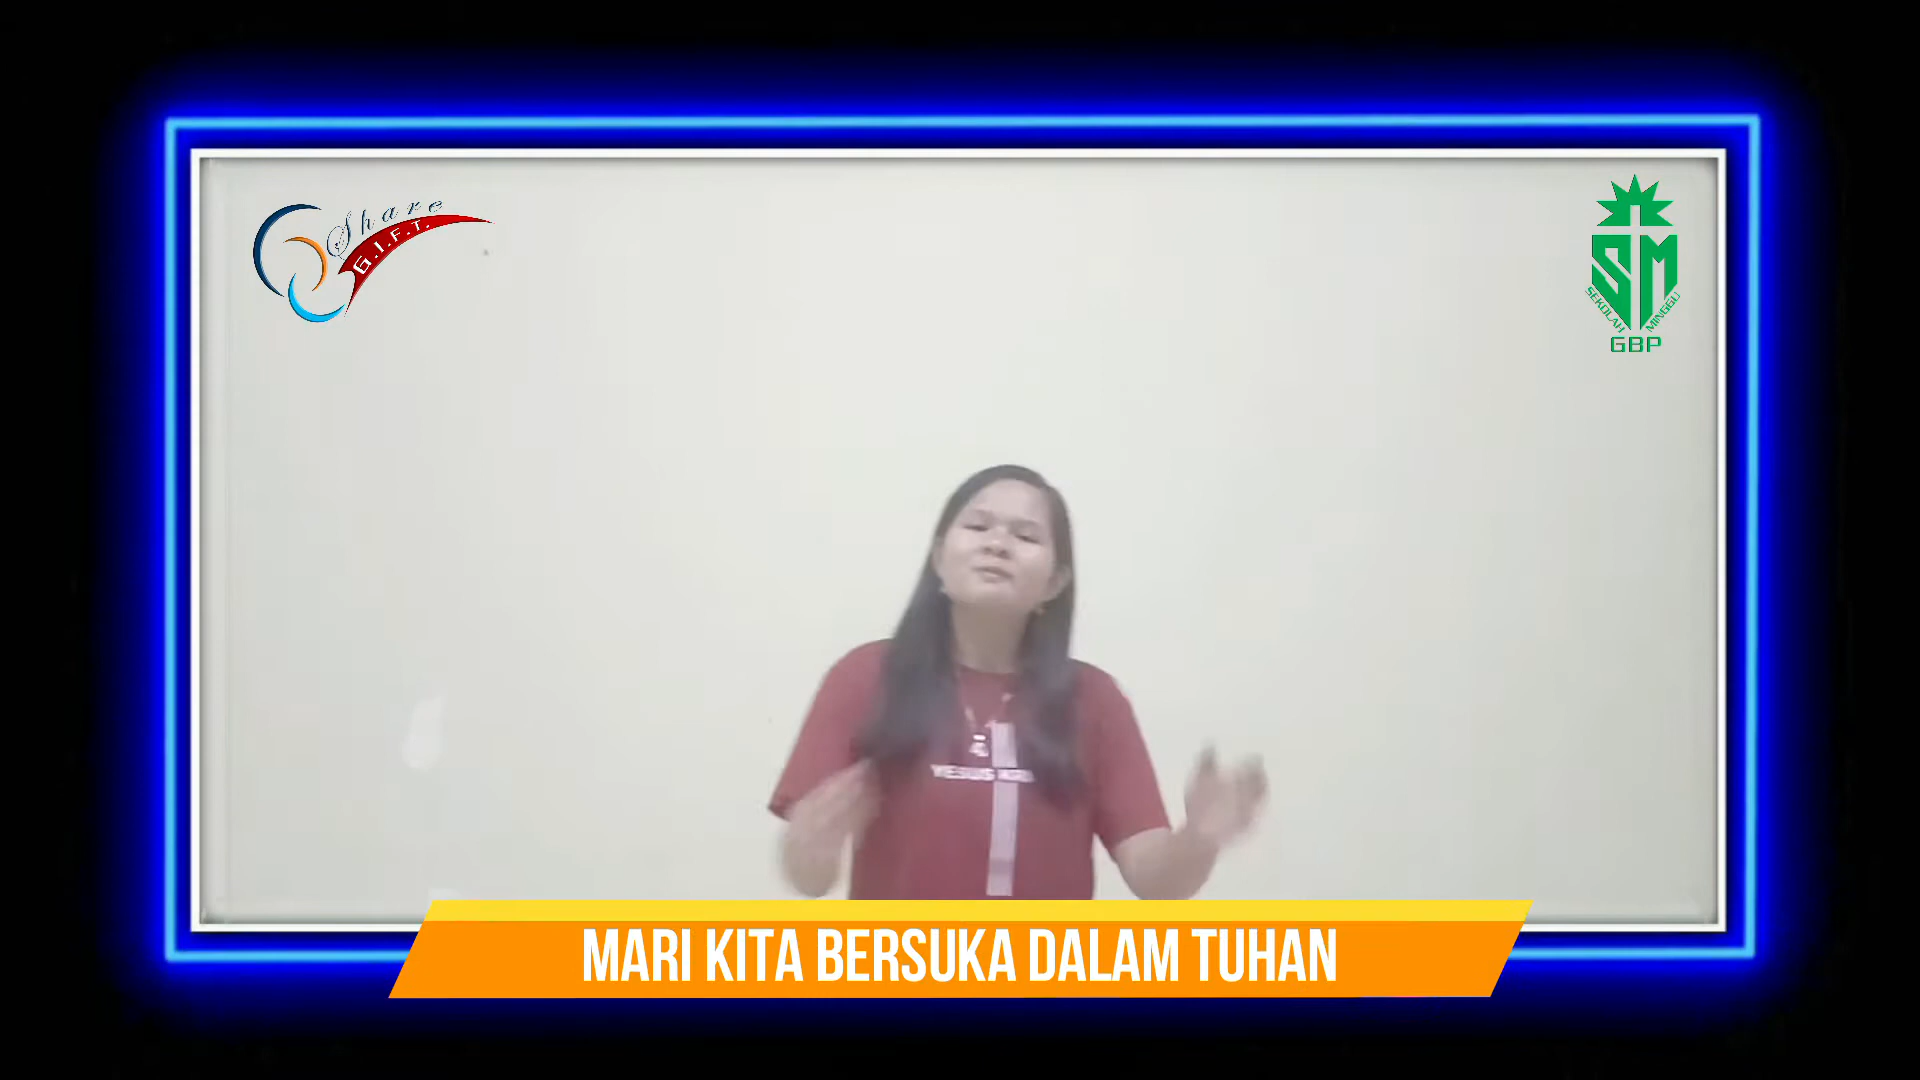 Share
G.I.F.T.
SM
SEKOLAH MINGGU
GBP
YESUS
MARI KITA BERSUKA DALAM TUHAN